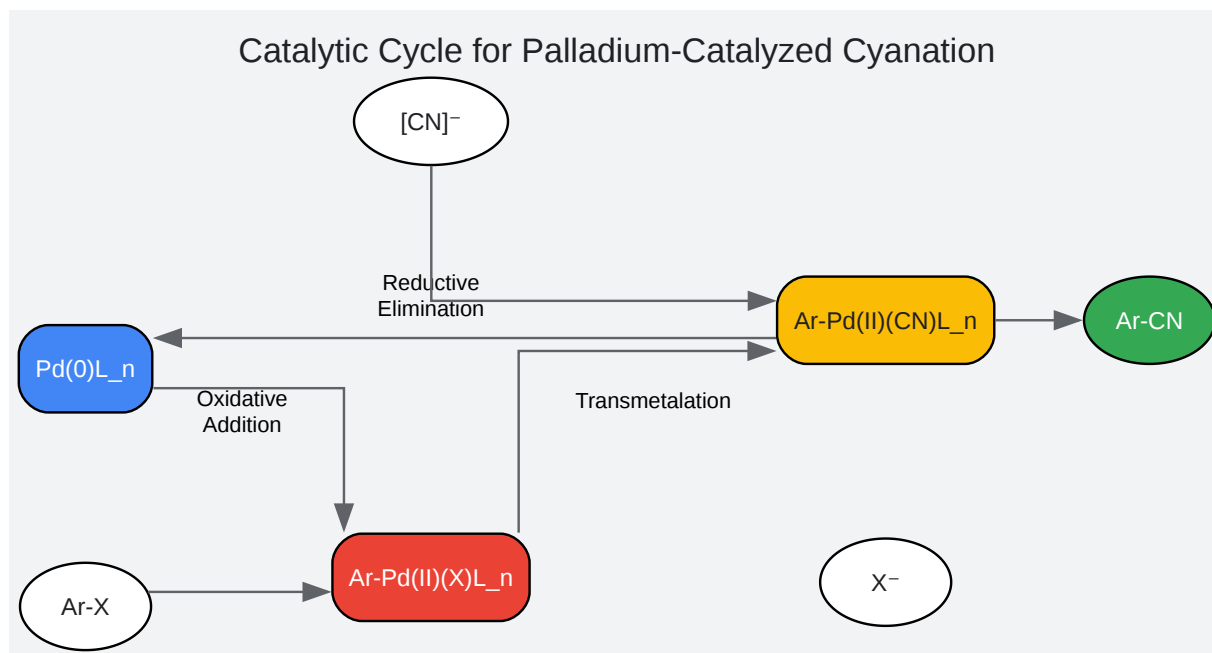 Catalytic Cycle for Palladium-Catalyzed Cyanation
[CN]⁻
Reductive
Elimination
Ar-Pd(II)(CN)L_n
Ar-CN
Pd(0)L_n
Oxidative
Addition
Transmetalation
Ar-Pd(II)(X)L_n
X⁻
Ar-X